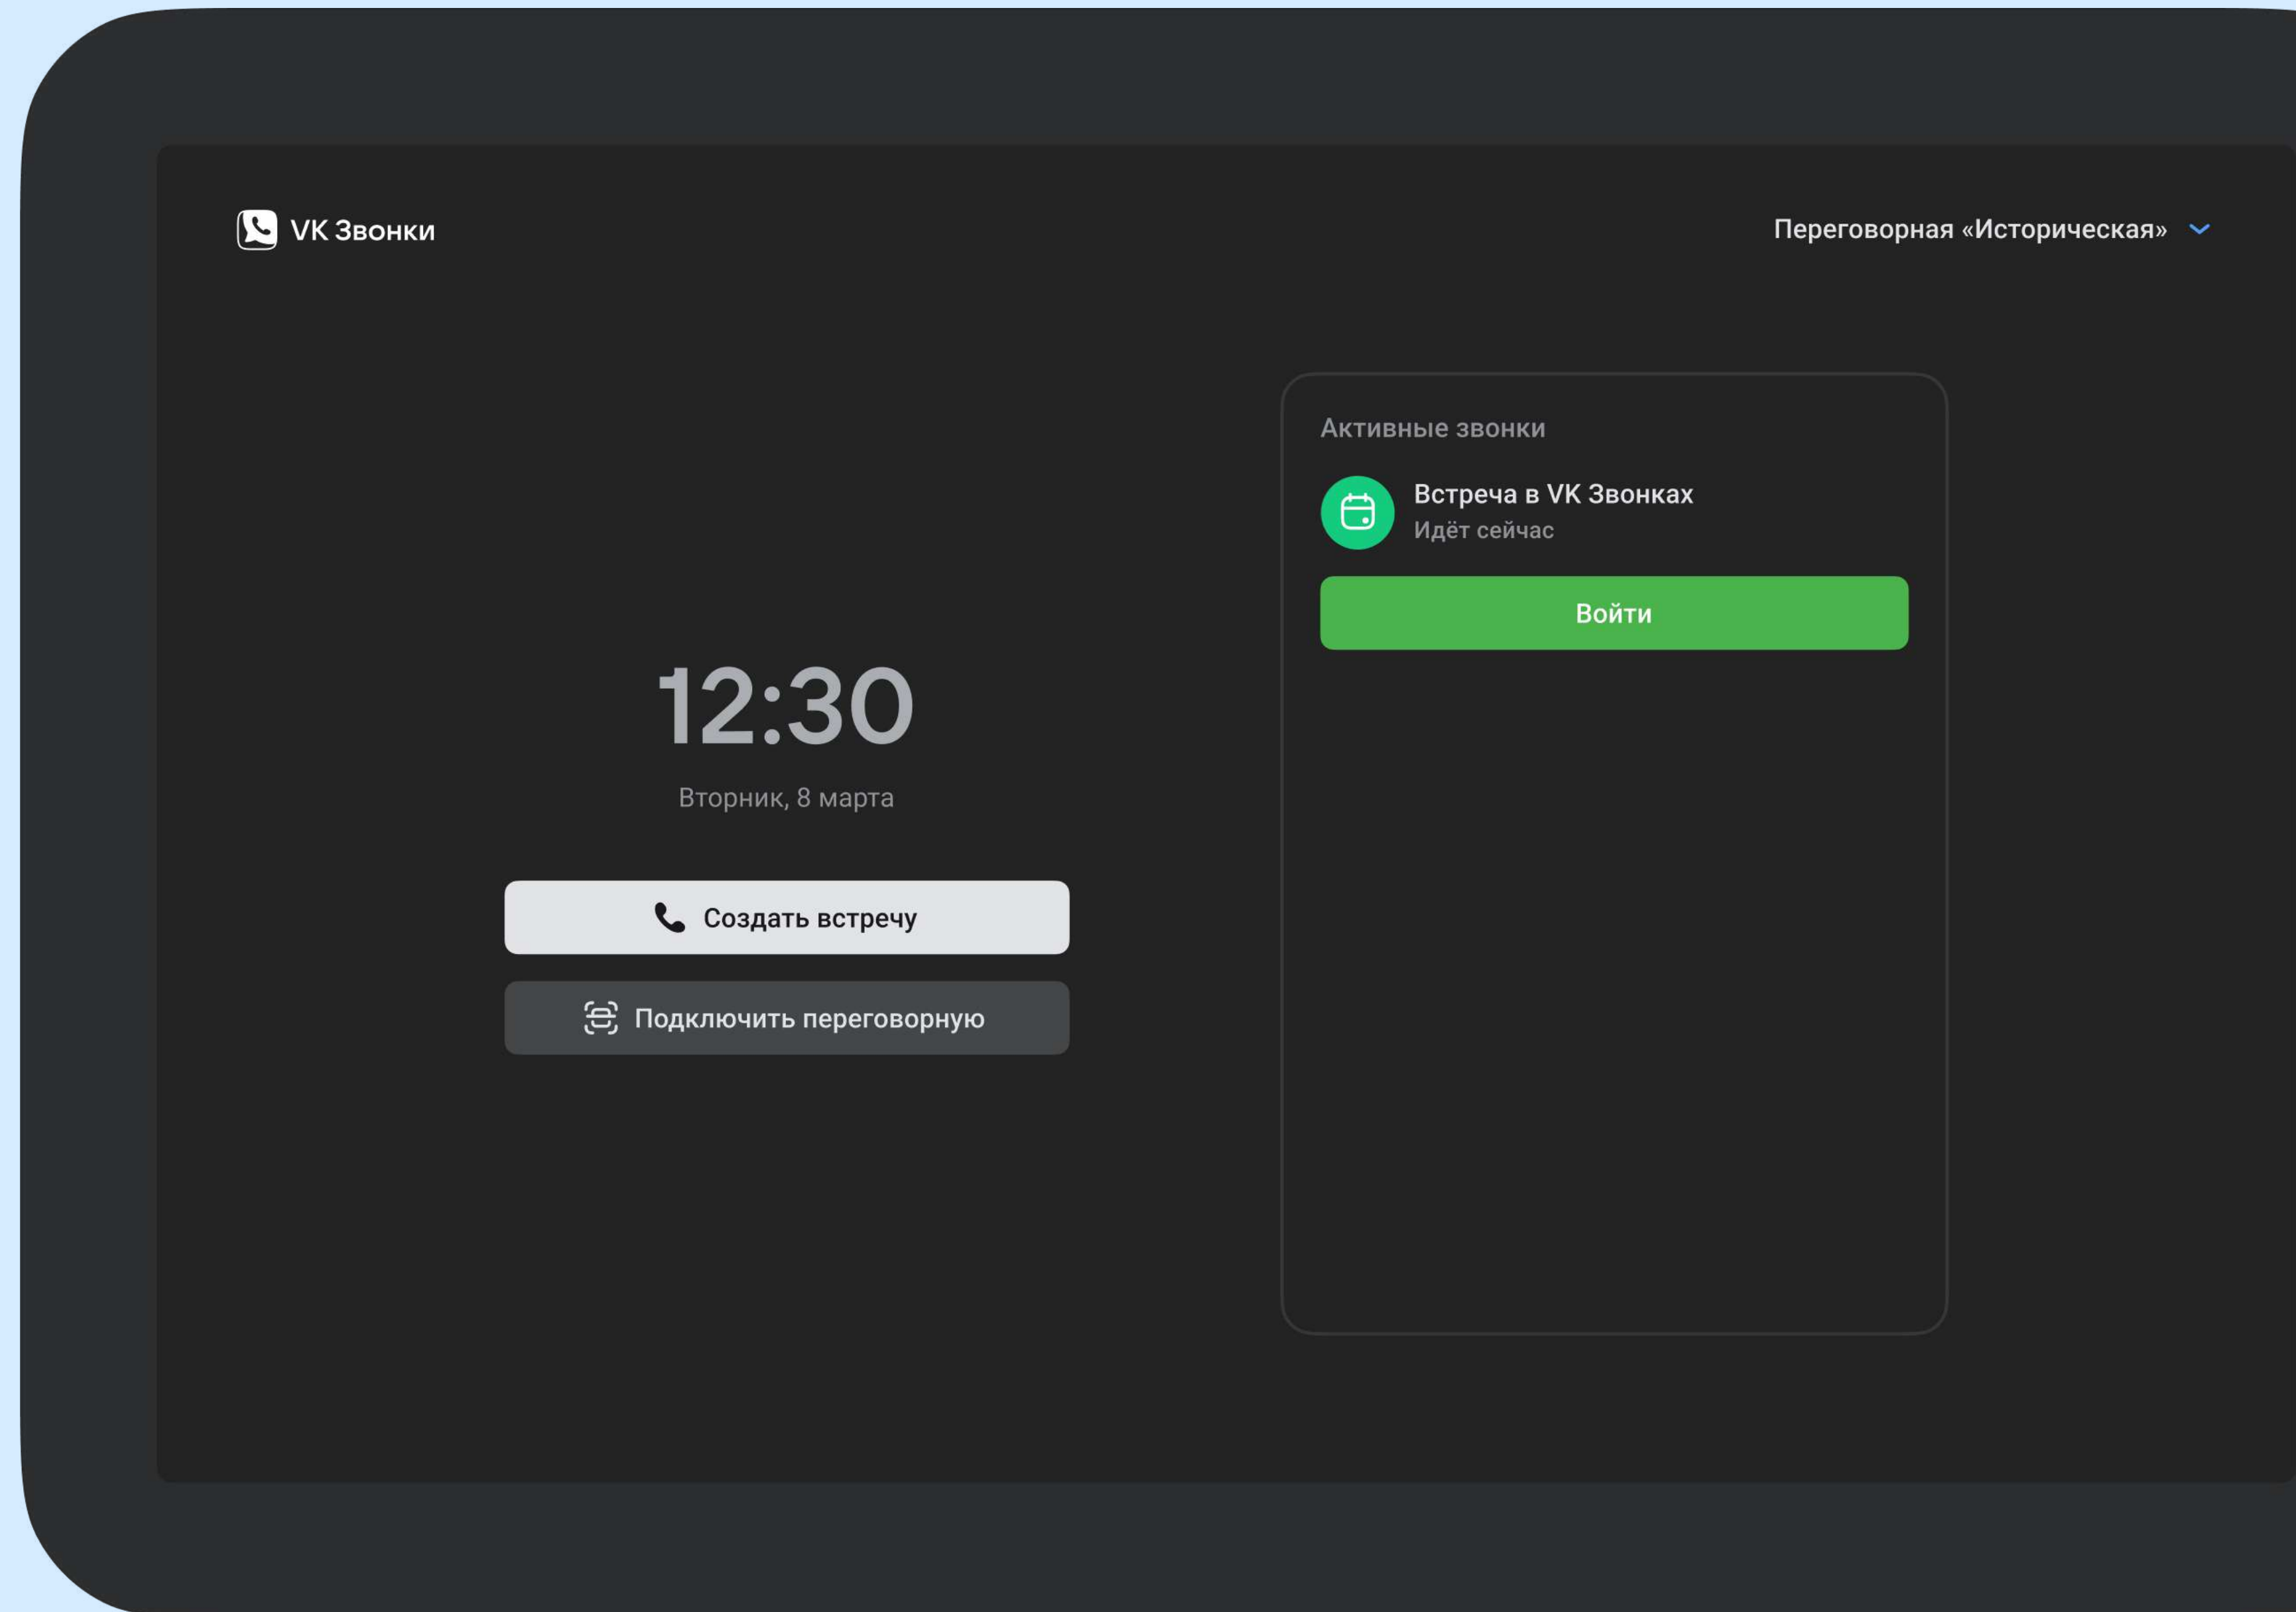 VK Звонки
Переговорная «Историческая»
Активные звонки
Встреча в VK Звонках
Идёт сейчас
Войти
12:30
Вторник, 8 марта
Создать встречу
Подключить переговорную